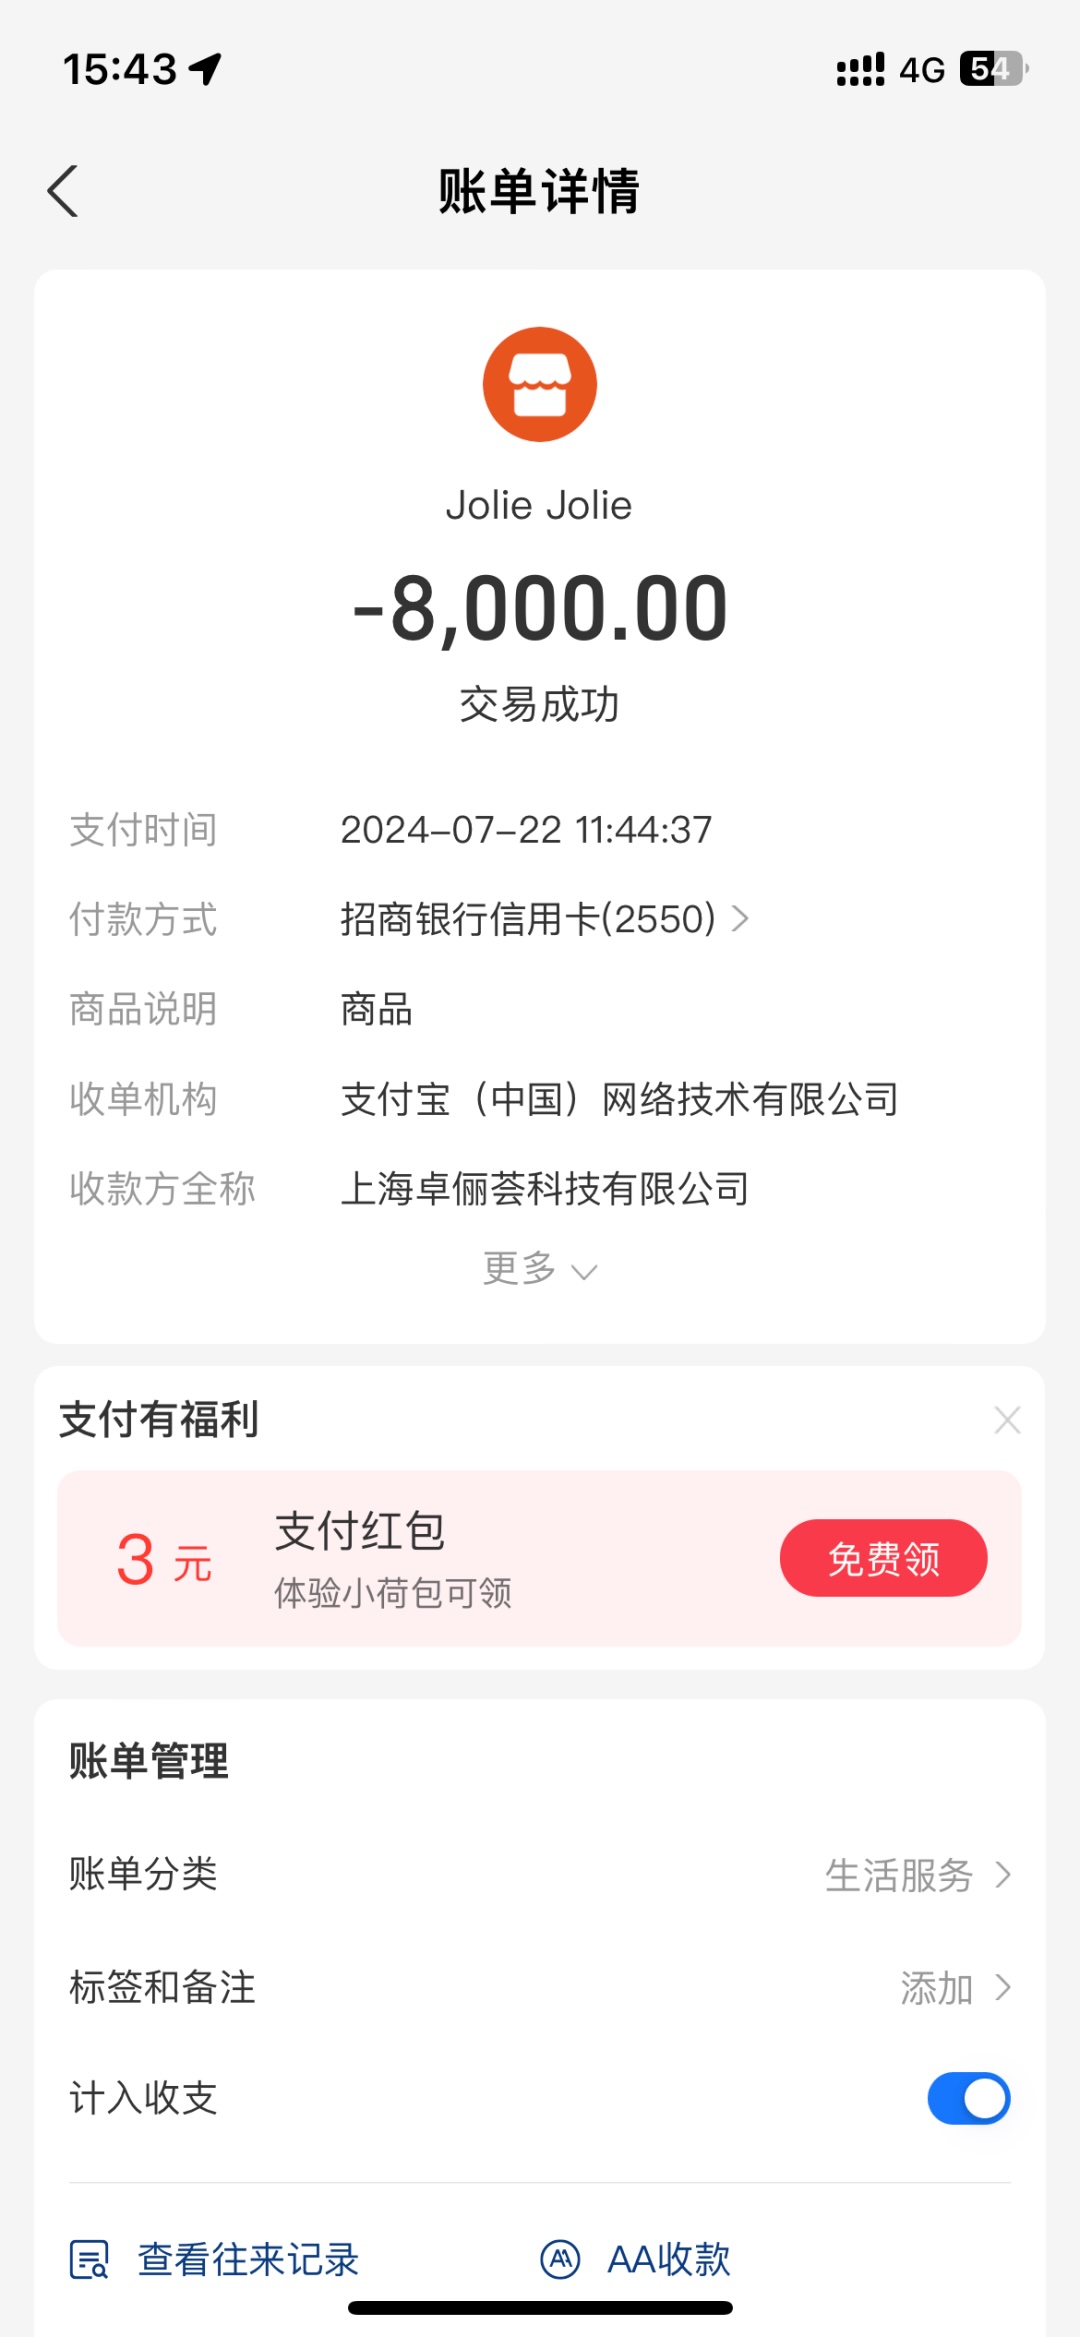 15:43
4G 54
账单详情
Jolie Jolie
-8,000.00
交易成功
支付时间 2024-07-22 11:44:37
付款方式 招商银行信用卡(2550)
商品说明 商品
收单机构 支付宝（中国）网络技术有限公司
收款方全称 上海卓俪荟科技有限公司
更多
支付有福利
3 元
支付红包
体验小荷包可领
免费领
账单管理
账单分类 生活服务
标签和备注 添加
计入收支
查看往来记录
AA AA收款